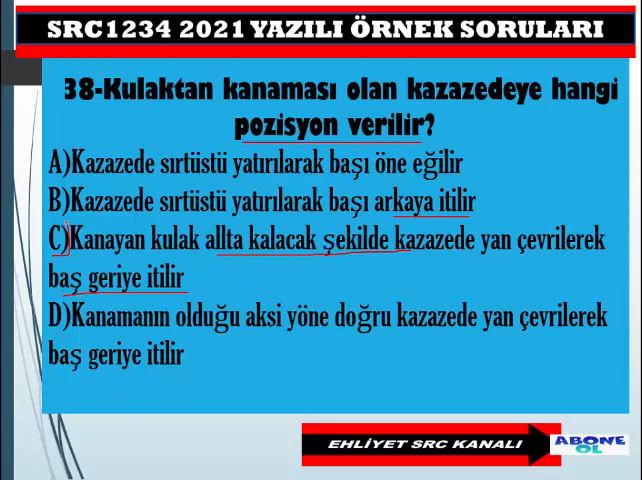 SRC1234 2021 YAZILI ÖRNEK SORULARI
38-Kulaktan kanaması olan kazazedeye hangi
pozisyon verilir?
A)Kazazede sırtüstü yatırılarak başı öne eğilir
B)Kazazede sırtüstü yatırılarak başı arkaya itilir
C)Kanayan kulak allta kalacak şekilde kazazede yan çevrilerek
baş geriye itilir
D)Kanamanın olduğu aksi yöne doğru kazazede yan çevrilerek
baş geriye itilir
EHLİYET SRC KANALI
ABONE
OL